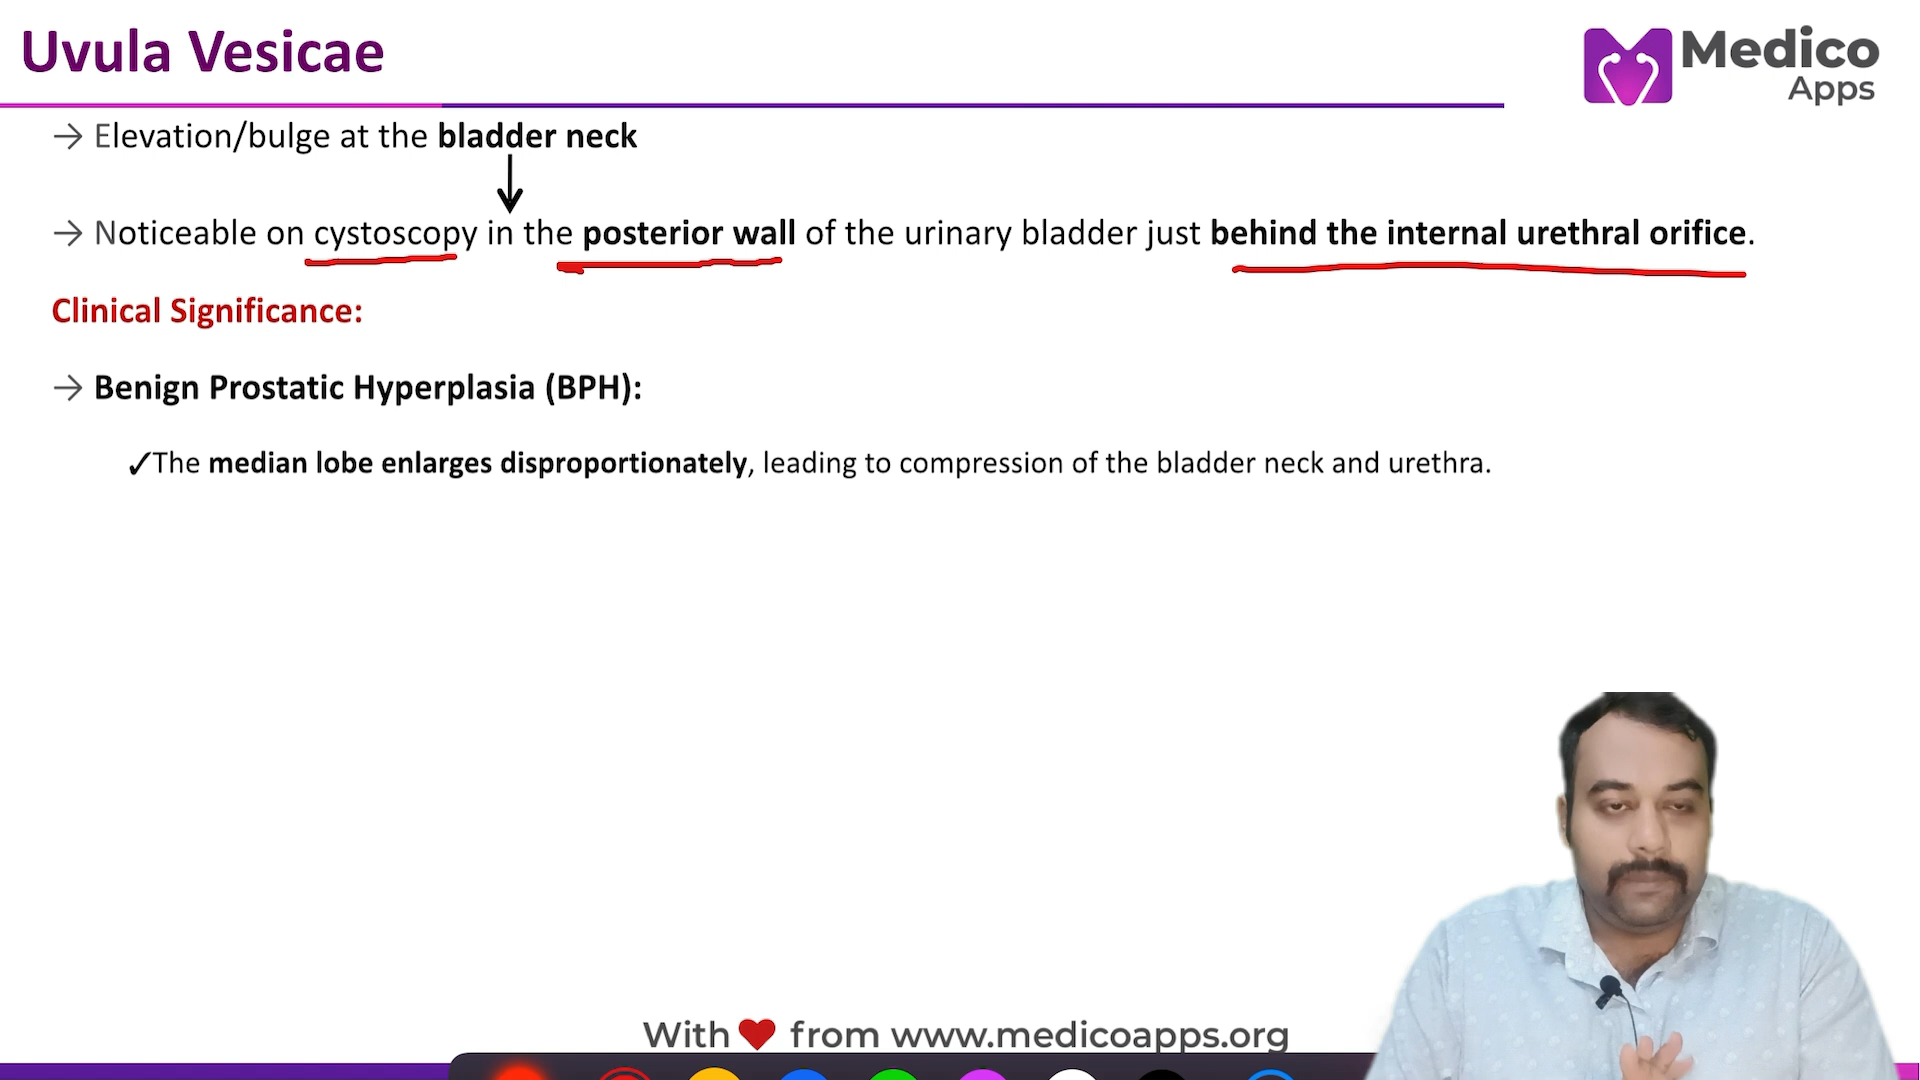 Uvula Vesicae
Medico
Apps
→ Elevation/bulge at the bladder neck
→ Noticeable on cystoscopy in the posterior wall of the urinary bladder just behind the internal urethral orifice.
Clinical Significance:
→ Benign Prostatic Hyperplasia (BPH):
✓The median lobe enlarges disproportionately, leading to compression of the bladder neck and urethra.
With ❤ from www.medicoapps.org